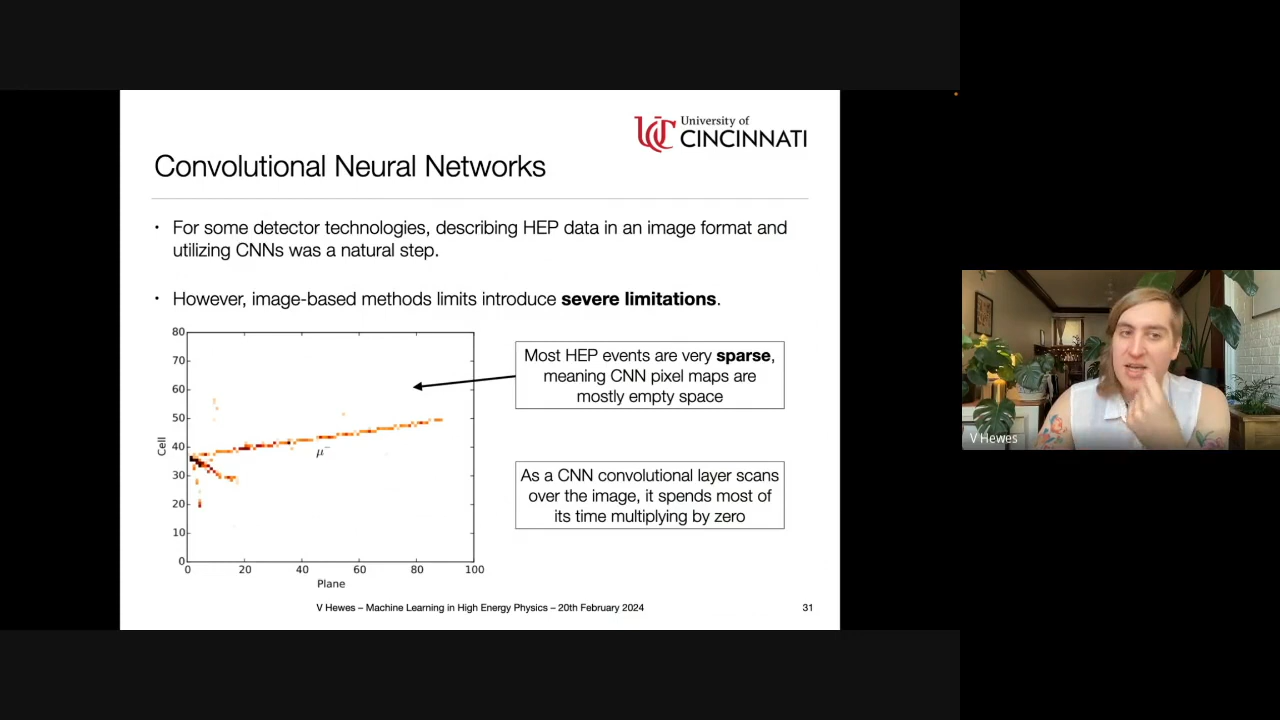 University of
CINCINNATI
Convolutional Neural Networks
• For some detector technologies, describing HEP data in an image format and
utilizing CNNs was a natural step.
• However, image-based methods limits introduce severe limitations.
80
70
60
50
40
30
20
10
0
Cell
μ⁻
0 20 40 60 80 100
Plane
Most HEP events are very sparse,
meaning CNN pixel maps are
mostly empty space
As a CNN convolutional layer scans
over the image, it spends most of
its time multiplying by zero
V Hewes – Machine Learning in High Energy Physics – 20th February 2024
31
V Hewes